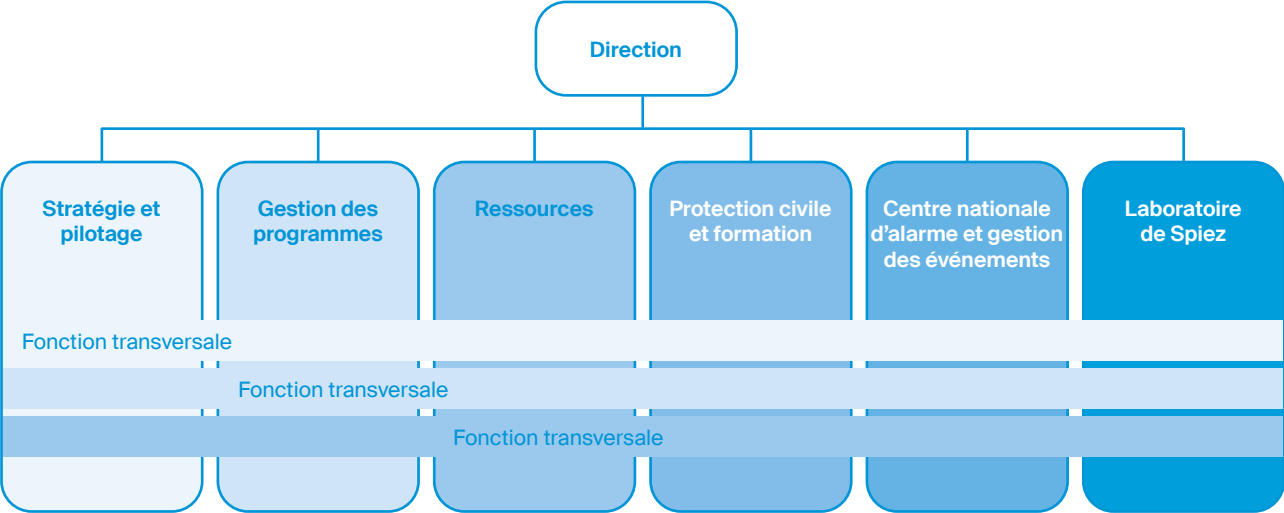 Direction
Stratégie et
pilotage
Gestion des
programmes
Ressources
Protection civile
et formation
Centre nationale
d’alarme et gestion
des événements
Laboratoire
de Spiez
Fonction transversale
Fonction transversale
Fonction transversale